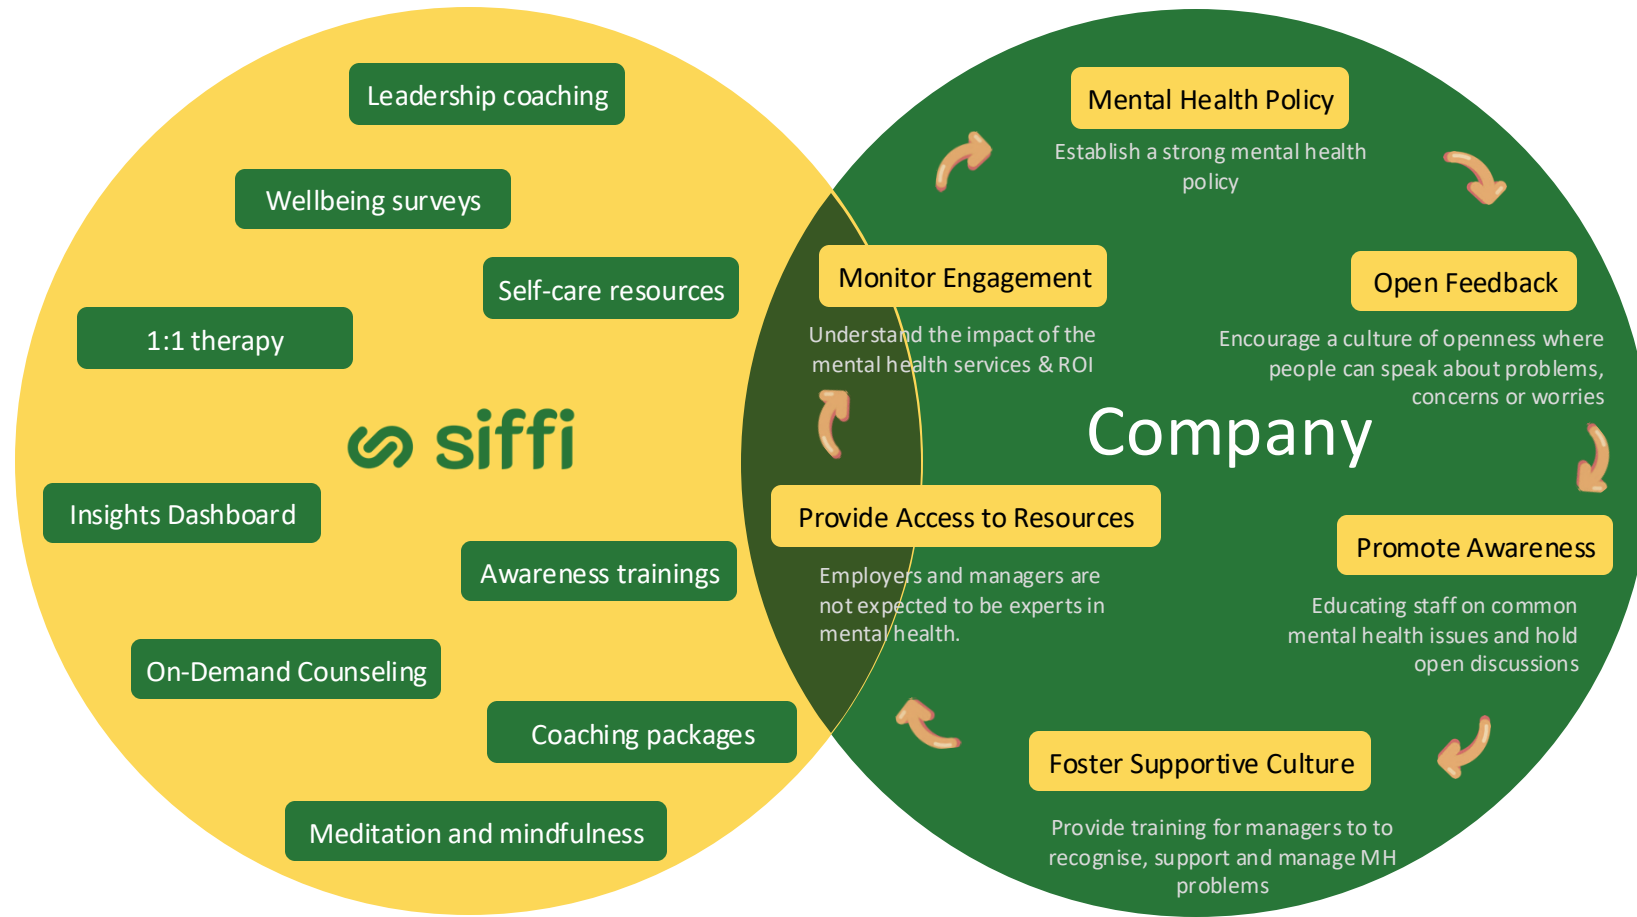 Leadership coaching
Wellbeing surveys
Self-care resources
1:1 therapy
siffi
Insights Dashboard
Awareness trainings
On-Demand Counseling
Coaching packages
Meditation and mindfulness
Company
Mental Health Policy
Establish a strong mental health
policy
Open Feedback
Encourage a culture of openness where
people can speak about problems,
concerns or worries
Promote Awareness
Educating staff on common
mental health issues and hold
open discussions
Foster Supportive Culture
Provide training for managers to to
recognise, support and manage MH
problems
Provide Access to Resources
Employers and managers are
not expected to be experts in
mental health.
Monitor Engagement
Understand the impact of the
mental health services & ROI